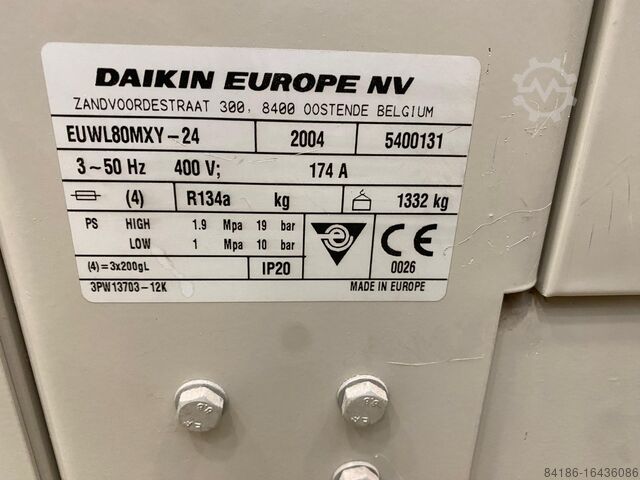 DAIKIN EUROPE NV
ZANDVOORDESTRAAT 300, 8400 OOSTENDE BELGIUM
EUWL80MXY-24 2004 5400131
3~50 Hz 400 V; 174 A
(4) R134a kg 1332 kg
PS HIGH 1.9 Mpa 19 bar
LOW 1 Mpa 10 bar
e CE
0026
(4)=3x200gL IP20
3PW13703-12K MADE IN EUROPE
84186-16436086